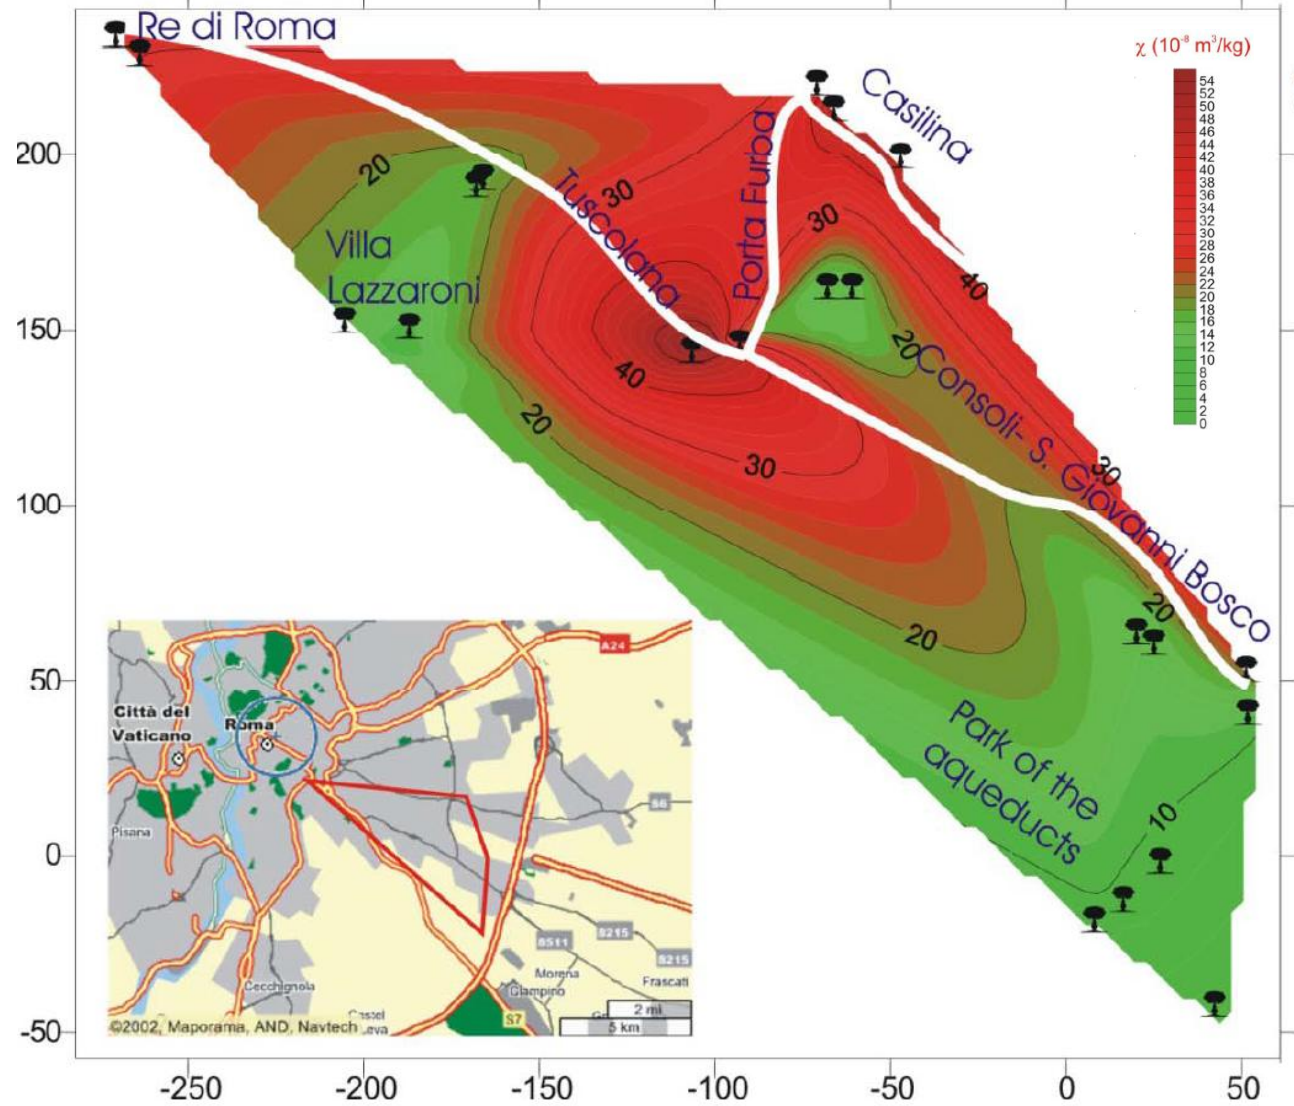 Re di Roma
χ (10⁻⁸ m³/kg)
54
52
50
48
46
44
42
40
38
36
34
32
30
28
26
24
22
20
18
16
14
12
10
8
6
4
2
0
Casilina
Porta Furba
Tuscolana
Villa
Lazzaroni
Consoli- S. Giovanni Bosco
Park of the
aqueducts
20
30
30
40
20
40
20
30
30
20
20
10
200
150
100
50
0
-50
-250
-200
-150
-100
-50
0
50
A24
Città del
Vaticano
Roma
S6
Pisana
S511
S215
S215
Morena
Frascati
Ciampino
Cecchignola
S7
2 mi
5 km
©2002, Maporama, AND, Navtech